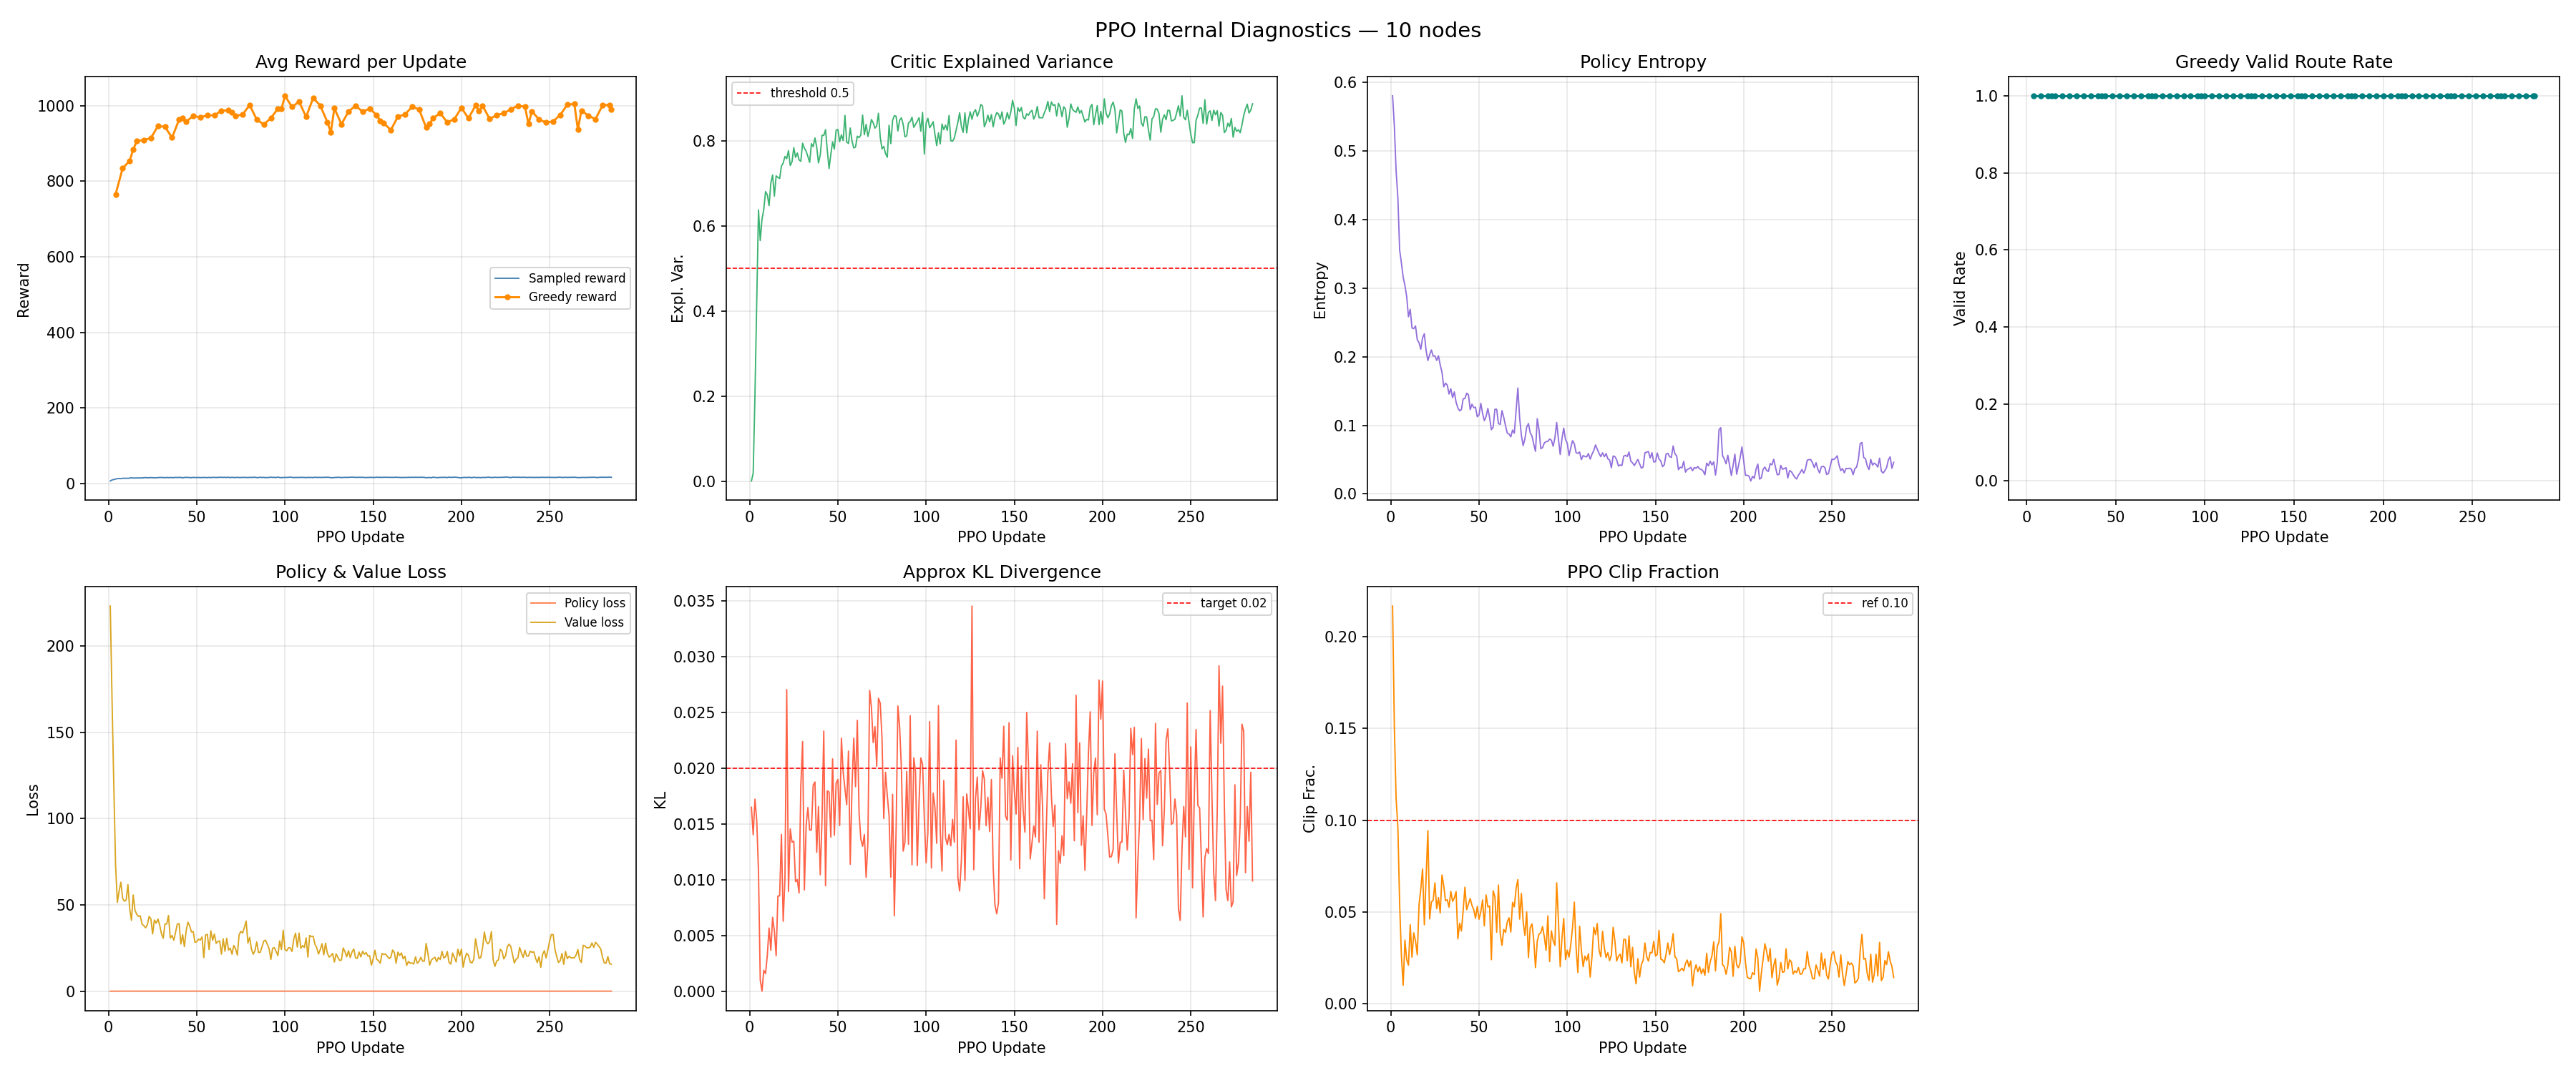 PPO Internal Diagnostics — 10 nodes
Avg Reward per Update
Reward
1000
800
600
400
200
0
Sampled reward
Greedy reward
0 50 100 150 200 250
PPO Update
Critic Explained Variance
Expl. Var.
threshold 0.5
0.8
0.6
0.4
0.2
0.0
0 50 100 150 200 250
PPO Update
Policy Entropy
Entropy
0.6
0.5
0.4
0.3
0.2
0.1
0.0
0 50 100 150 200 250
PPO Update
Greedy Valid Route Rate
Valid Rate
1.0
0.8
0.6
0.4
0.2
0.0
0 50 100 150 200 250
PPO Update
Policy & Value Loss
Loss
Policy loss
Value loss
200
150
100
50
0
0 50 100 150 200 250
PPO Update
Approx KL Divergence
KL
target 0.02
0.035
0.030
0.025
0.020
0.015
0.010
0.005
0.000
0 50 100 150 200 250
PPO Update
PPO Clip Fraction
Clip Frac.
ref 0.10
0.20
0.15
0.10
0.05
0.00
0 50 100 150 200 250
PPO Update